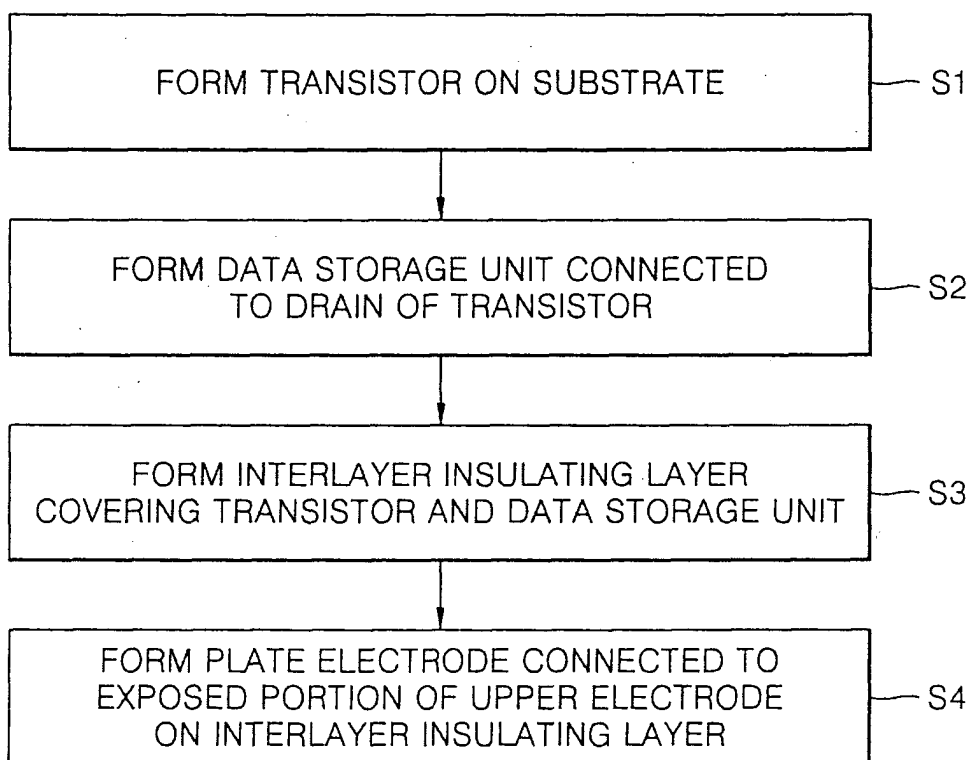 FORM TRANSISTOR ON SUBSTRATE
S1
FORM DATA STORAGE UNIT CONNECTED
TO DRAIN OF TRANSISTOR
S2
FORM INTERLAYER INSULATING LAYER
COVERING TRANSISTOR AND DATA STORAGE UNIT
S3
FORM PLATE ELECTRODE CONNECTED TO
EXPOSED PORTION OF UPPER ELECTRODE
ON INTERLAYER INSULATING LAYER
S4